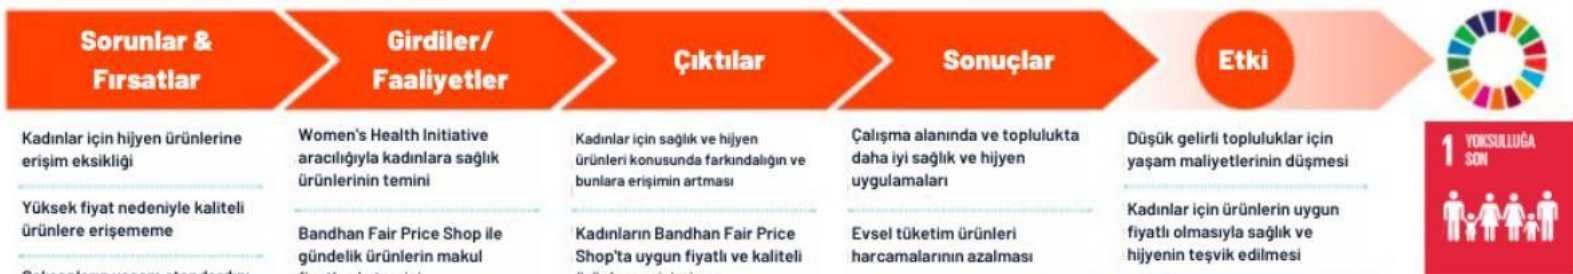 Sorunlar &
Fırsatlar
Girdiler/
Faaliyetler
Çıktılar
Sonuçlar
Etki
Kadınlar için hijyen ürünlerine
erişim eksikliği
Yüksek fiyat nedeniyle kaliteli
ürünlere erişememe
Women's Health Initiative
aracılığıyla kadınlara sağlık
ürünlerinin temini
Bandhan Fair Price Shop ile
gündelik ürünlerin makul
Kadınlar için sağlık ve hijyen
ürünleri konusunda farkındalığın ve
bunlara erişimin artması
Kadınların Bandhan Fair Price
Shop'ta uygun fiyatlı ve kaliteli
Çalışma alanında ve toplulukta
daha iyi sağlık ve hijyen
uygulamaları
Evsel tüketim ürünleri
harcamalarının azalması
Düşük gelirli topluluklar için
yaşam maliyetlerinin düşmesi
Kadınlar için ürünlerin uygun
fiyatlı olmasıyla sağlık ve
hijyenin teşvik edilmesi
1 YOKSULLUĞA
SON